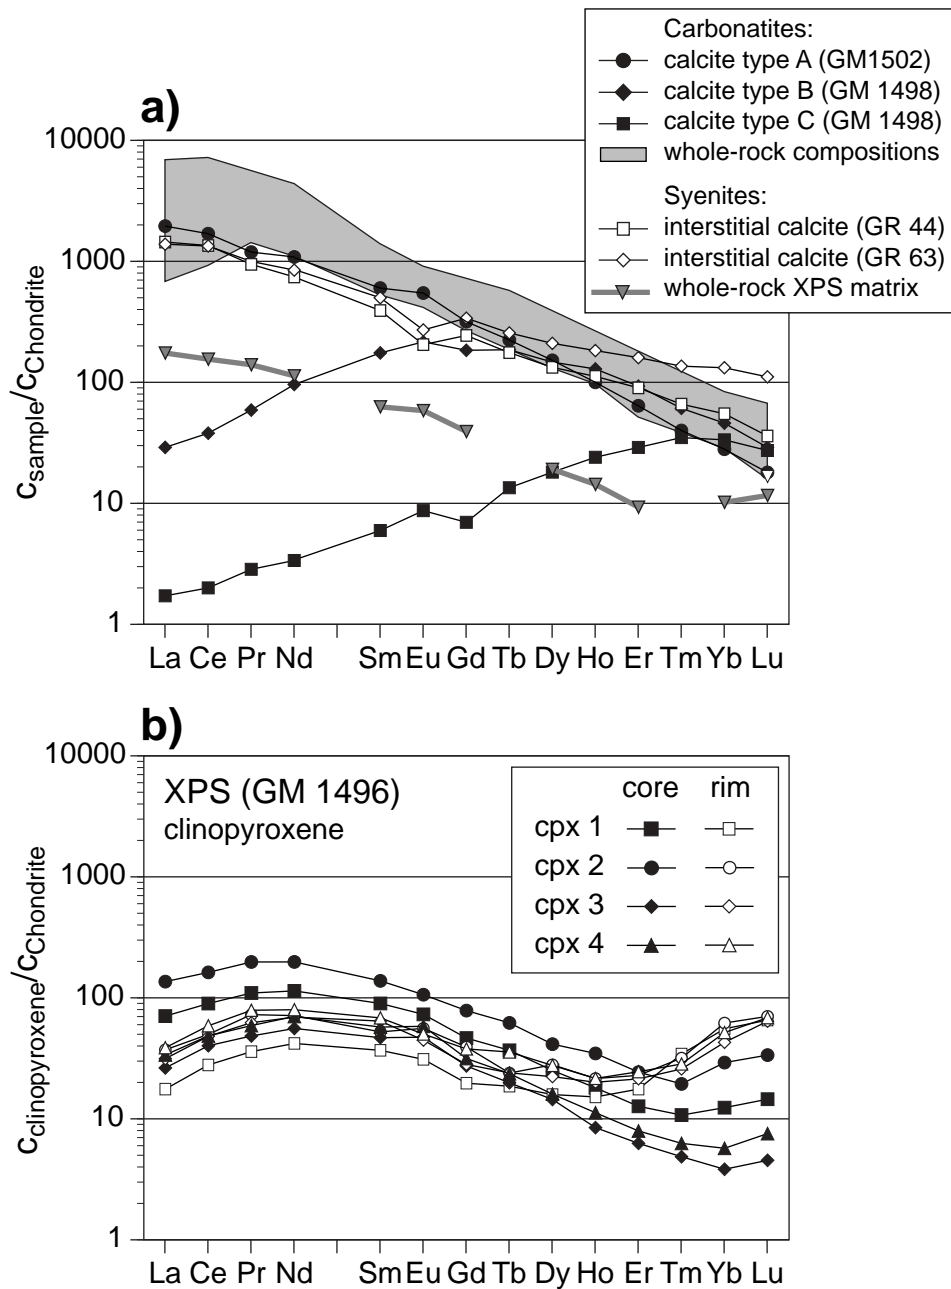 Carbonatites:
calcite type A (GM1502)
calcite type B (GM 1498)
calcite type C (GM 1498)
whole-rock compositions
Syenites:
interstitial calcite (GR 44)
interstitial calcite (GR 63)
whole-rock XPS matrix
a)
10000
1000
100
10
1
csample/cChondrite
La Ce Pr Nd Sm Eu Gd Tb Dy Ho Er Tm Yb Lu
b)
10000
1000
100
10
1
cclinopyroxene/cChondrite
XPS (GM 1496)
clinopyroxene
core rim
cpx 1
cpx 2
cpx 3
cpx 4
La Ce Pr Nd Sm Eu Gd Tb Dy Ho Er Tm Yb Lu